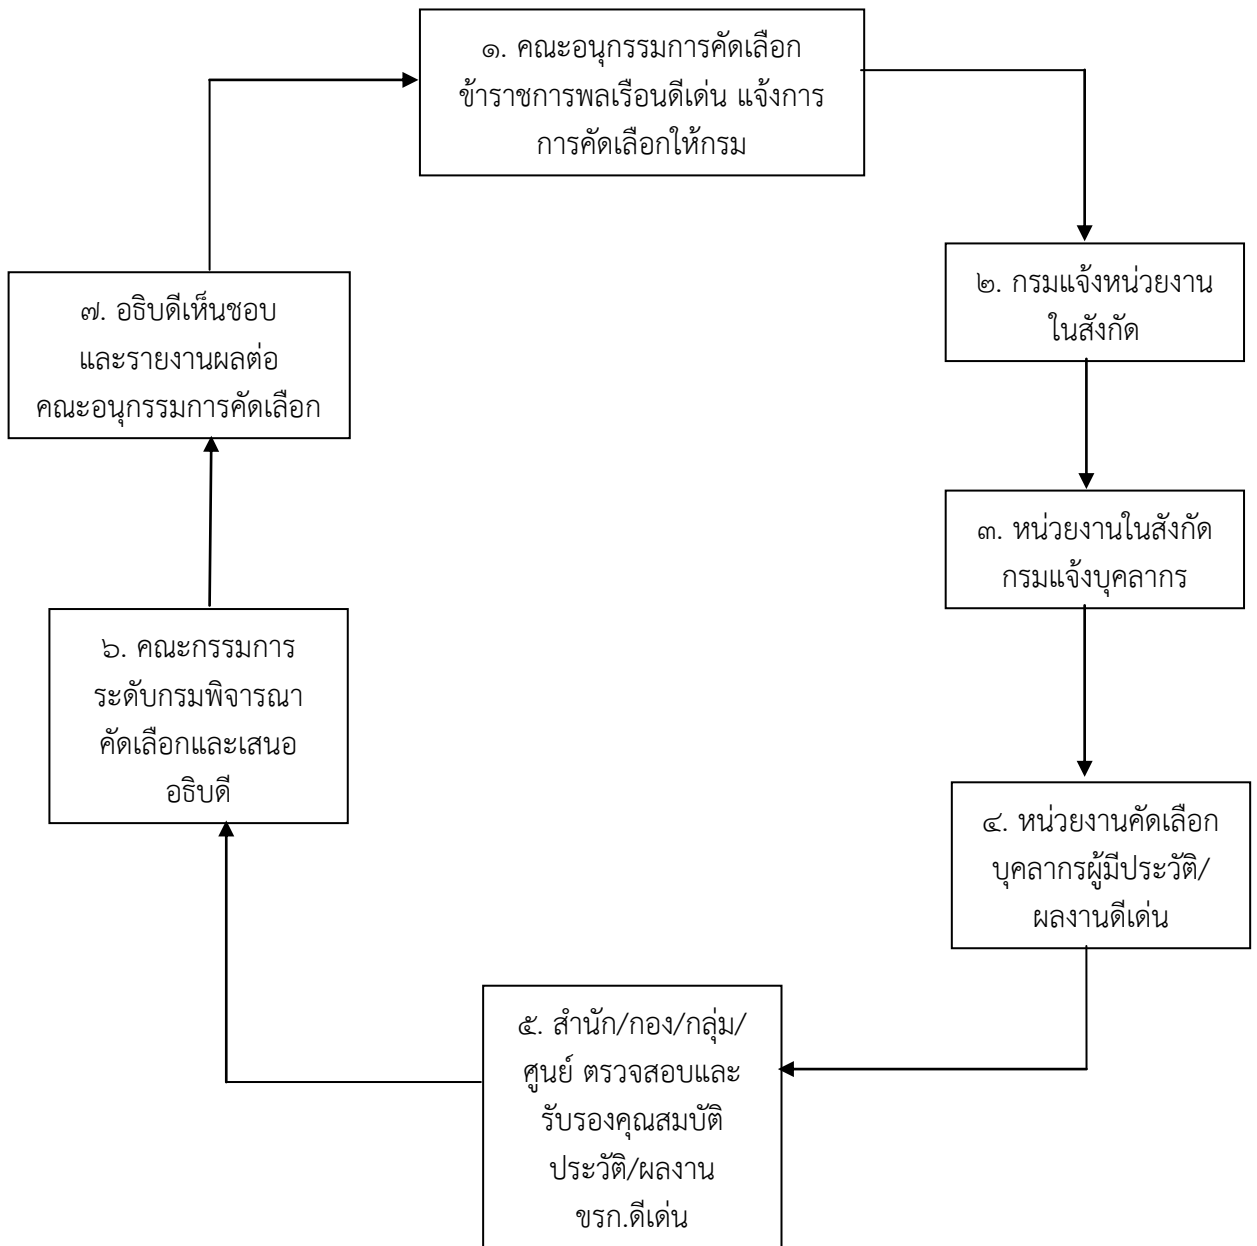 ๑. คณะอนุกรรมการคัดเลือก
ข้าราชการพลเรือนดีเด่น แจ้งการ
การคัดเลือกให้กรม
๒. กรมแจ้งหน่วยงาน
ในสังกัด
๓. หน่วยงานในสังกัด
กรมแจ้งบุคลากร
๔. หน่วยงานคัดเลือก
บุคลากรผู้มีประวัติ/
ผลงานดีเด่น
๕. สำนัก/กอง/กลุ่ม/
ศูนย์ ตรวจสอบและ
รับรองคุณสมบัติ
ประวัติ/ผลงาน
ขรก.ดีเด่น
๖. คณะกรรมการ
ระดับกรมพิจารณา
คัดเลือกและเสนอ
อธิบดี
๗. อธิบดีเห็นชอบ
และรายงานผลต่อ
คณะอนุกรรมการคัดเลือก